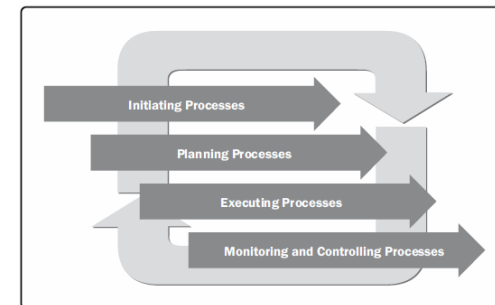 Initiating Processes
Planning Processes
Executing Processes
Monitoring and Controlling Processes